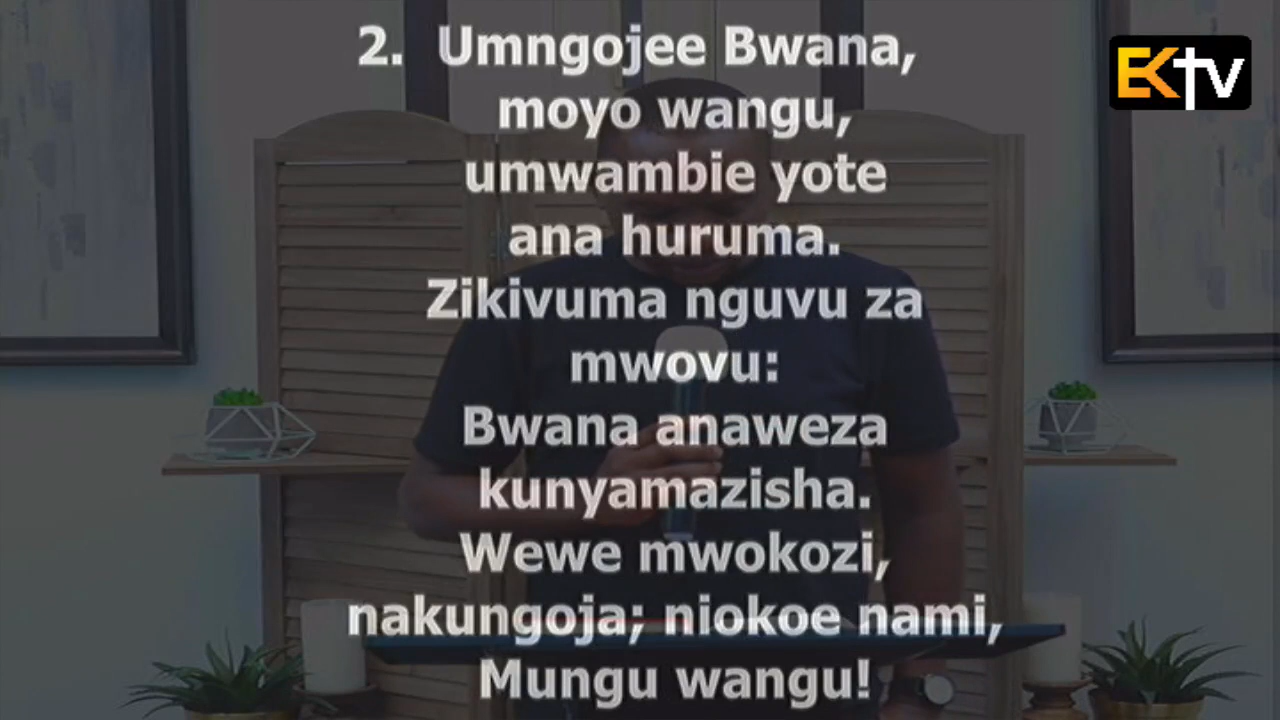 2. Umngojee Bwana,
moyo wangu,
umwambie yote
ana huruma.
Zikivuma nguvu za
mwovu:
Bwana anaweza
kunyamazisha.
Wewe mwokozi,
nakungoja; niokoe nami,
Mungu wangu!
EKtv